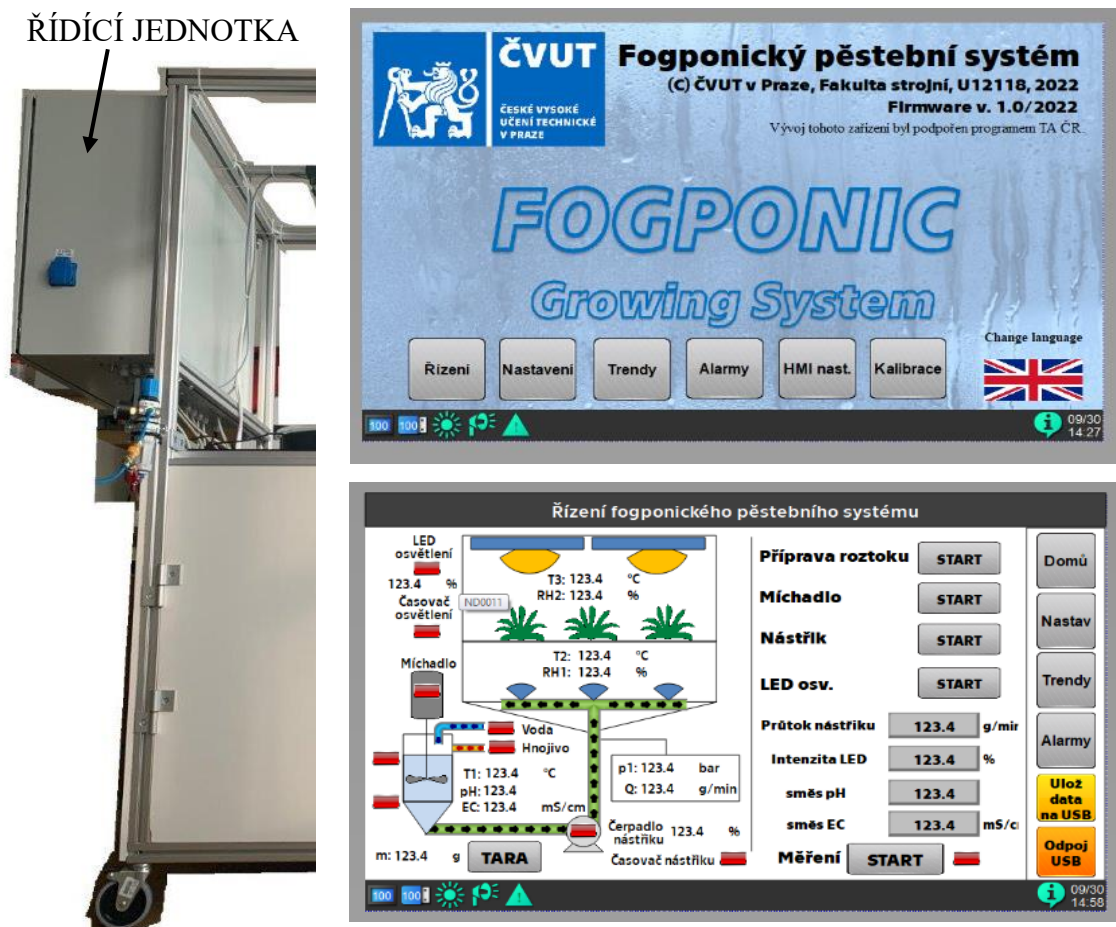 ŘÍDÍCÍ JEDNOTKA
ČVUT
ČESKÉ VYSOKÉ
UČENÍ TECHNICKÉ
V PRAZE
Fogponický pěstební systém
(C) ČVUT v Praze, Fakulta strojní, U12118, 2022
Firmware v. 1.0/2022
Vývoj tohoto zařízení byl podpořen programem TA ČR.
FOGPONIC
Growing System
Change language
Řízení
Nastavení
Trendy
Alarmy
HMI nast.
Kalibrace
100 100
09/30
14:27
Řízení fogponického pěstebního systému
LED
osvětlení
123.4 %
Časovač
osvětlení
ND0011
T3: 123.4 °C
RH2: 123.4 %
T2: 123.4 °C
RH1: 123.4 %
Míchadlo
Voda
Hnojivo
T1: 123.4 °C
pH: 123.4
EC: 123.4 mS/cm
p1: 123.4 bar
Q: 123.4 g/min
Čerpadlo
nástřiku
123.4 %
Časovač nástřiku
m: 123.4 g
TARA
Příprava roztoku START
Míchadlo START
Nástřik START
LED osv. START
Průtok nástřiku 123.4 g/min
Intenzita LED 123.4 %
směs pH 123.4
směs EC 123.4 mS/c
Měření START
Domů
Nastav
Trendy
Alarmy
Ulož
data
na USB
Odpoj
USB
100 100
09/30
14:58